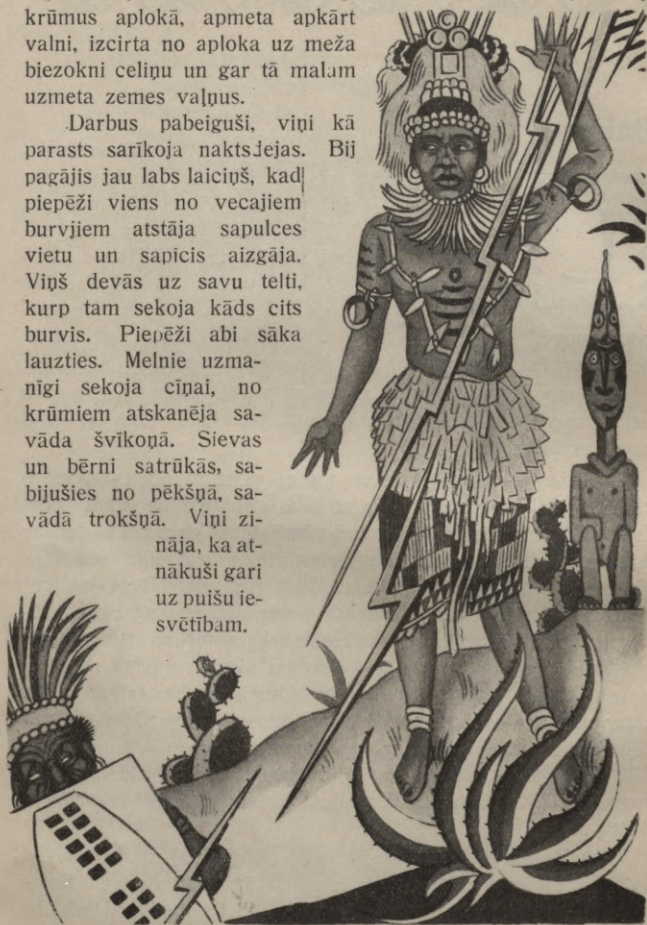 krūmus aplokā, apmeta apkārt
valni, izcirta no aploka uz meža
biezokni celiņu un gar tā malam
uzmeta zemes vaļņus.
Darbus pabeiguši, viņi kā
parasts sarīkoja naktsdejas. Bij
pagājis jau labs laiciņš, kad
piepēži viens no vecajiem
burvjiem atstāja sapulces
vietu un sapīcis aizgāja.
Viņš devās uz savu telti,
kurp tam sekoja kāds cits
burvis. Piepēži abi sāka
lauzties. Melnie uzma-
nīgi sekoja cīņai, no
krūmiem atskanēja sa-
vāda švīkoņā. Sievas
un bērni satrūkās, sa-
bijušies no pēkšņā, sa-
vādā trokšņā. Viņi zi-
nāja, ka at-
nākuši gari
uz puišu ie-
svētībam.